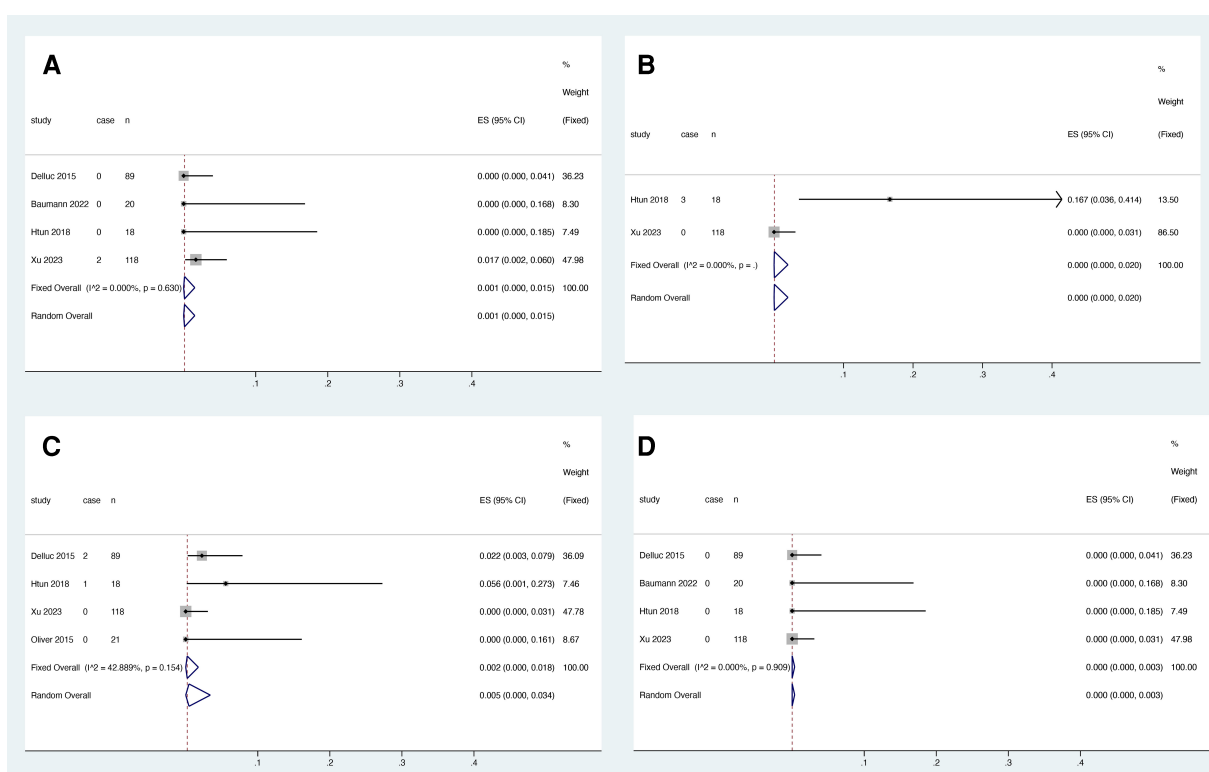 A
%
Weight
study case n ES (95% CI) (Fixed)
Delluc 2015 0 89 0.000 (0.000, 0.041) 36.23
Baumann 2022 0 20 0.000 (0.000, 0.168) 8.30
Htun 2018 0 18 0.000 (0.000, 0.185) 7.49
Xu 2023 2 118 0.017 (0.002, 0.060) 47.98
Fixed Overall (I^2 = 0.000%, p = 0.630) 0.001 (0.000, 0.015) 100.00
Random Overall 0.001 (0.000, 0.015)
.1 .2 .3 .4
B
%
Weight
study case n ES (95% CI) (Fixed)
Htun 2018 3 18 0.167 (0.036, 0.414) 13.50
Xu 2023 0 118 0.000 (0.000, 0.031) 86.50
Fixed Overall (I^2 = 0.000%, p = .) 0.000 (0.000, 0.020) 100.00
Random Overall 0.000 (0.000, 0.020)
.1 .2 .3 .4
C
%
Weight
study case n ES (95% CI) (Fixed)
Delluc 2015 2 89 0.022 (0.003, 0.079) 36.09
Htun 2018 1 18 0.056 (0.001, 0.273) 7.46
Xu 2023 0 118 0.000 (0.000, 0.031) 47.78
Oliver 2015 0 21 0.000 (0.000, 0.161) 8.67
Fixed Overall (I^2 = 42.889%, p = 0.154) 0.002 (0.000, 0.018) 100.00
Random Overall 0.005 (0.000, 0.034)
.1 .2 .3 .4
D
%
Weight
study case n ES (95% CI) (Fixed)
Delluc 2015 0 89 0.000 (0.000, 0.041) 36.23
Baumann 2022 0 20 0.000 (0.000, 0.168) 8.30
Htun 2018 0 18 0.000 (0.000, 0.185) 7.49
Xu 2023 0 118 0.000 (0.000, 0.031) 47.98
Fixed Overall (I^2 = 0.000%, p = 0.909) 0.000 (0.000, 0.003) 100.00
Random Overall 0.000 (0.000, 0.003)
.1 .2 .3 .4